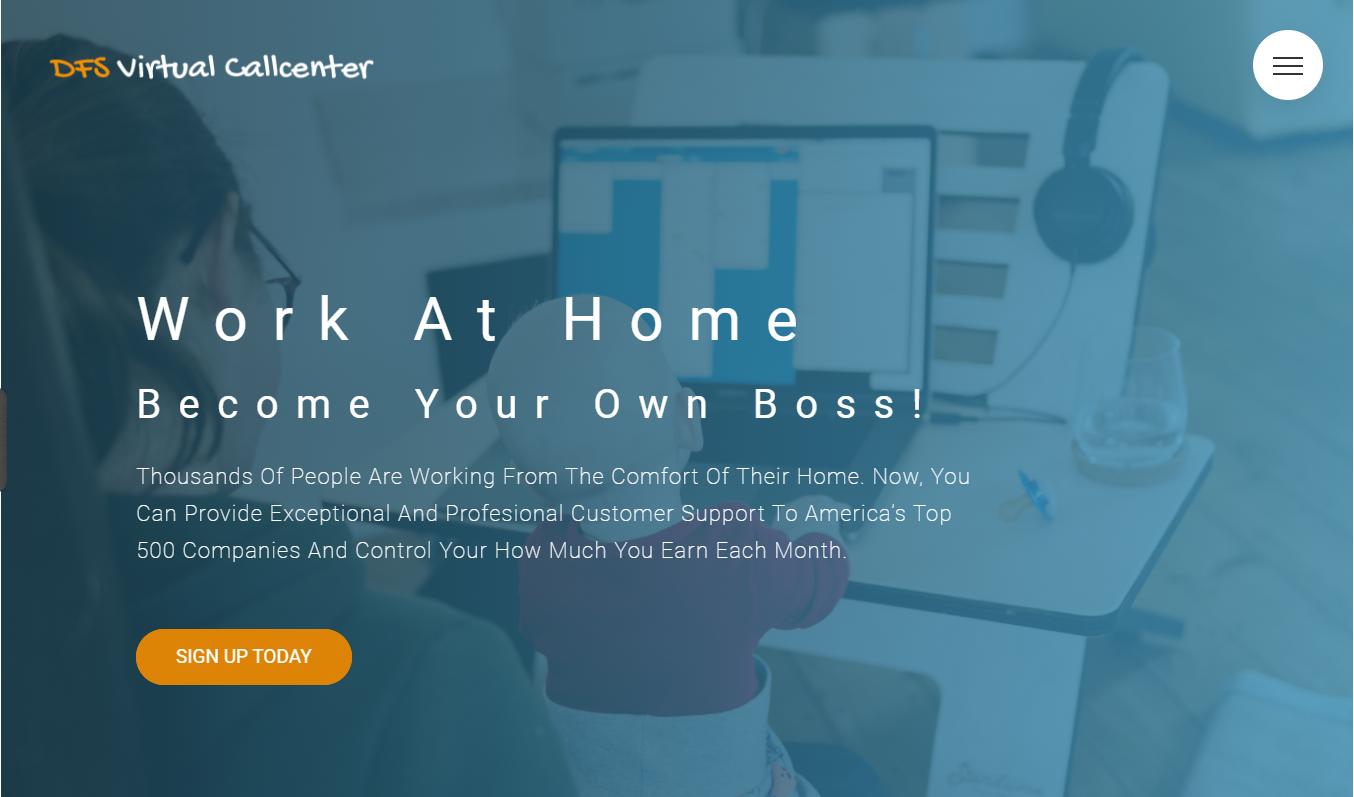 DFS Virtual Callcenter
Work At Home
Become Your Own Boss!
Thousands Of People Are Working From The Comfort Of Their Home. Now, You
Can Provide Exceptional And Profesional Customer Support To America's Top
500 Companies And Control Your How Much You Earn Each Month.
SIGN UP TODAY